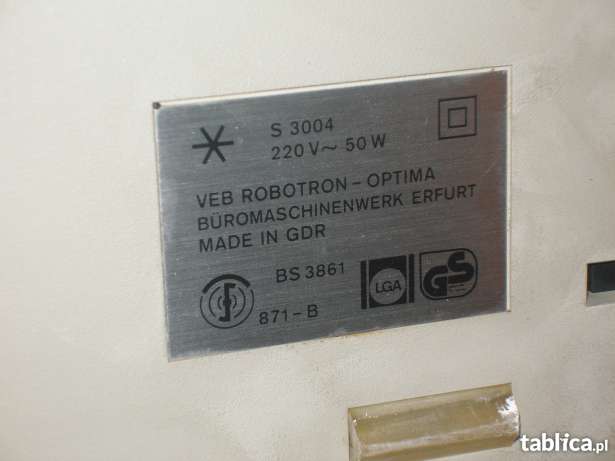 S 3004
220 V~ 50 W
VEB ROBOTRON - OPTIMA
BÜROMASCHINENWERK ERFURT
MADE IN GDR
BS 3861
LGA
GS
871-B
tablica.pl